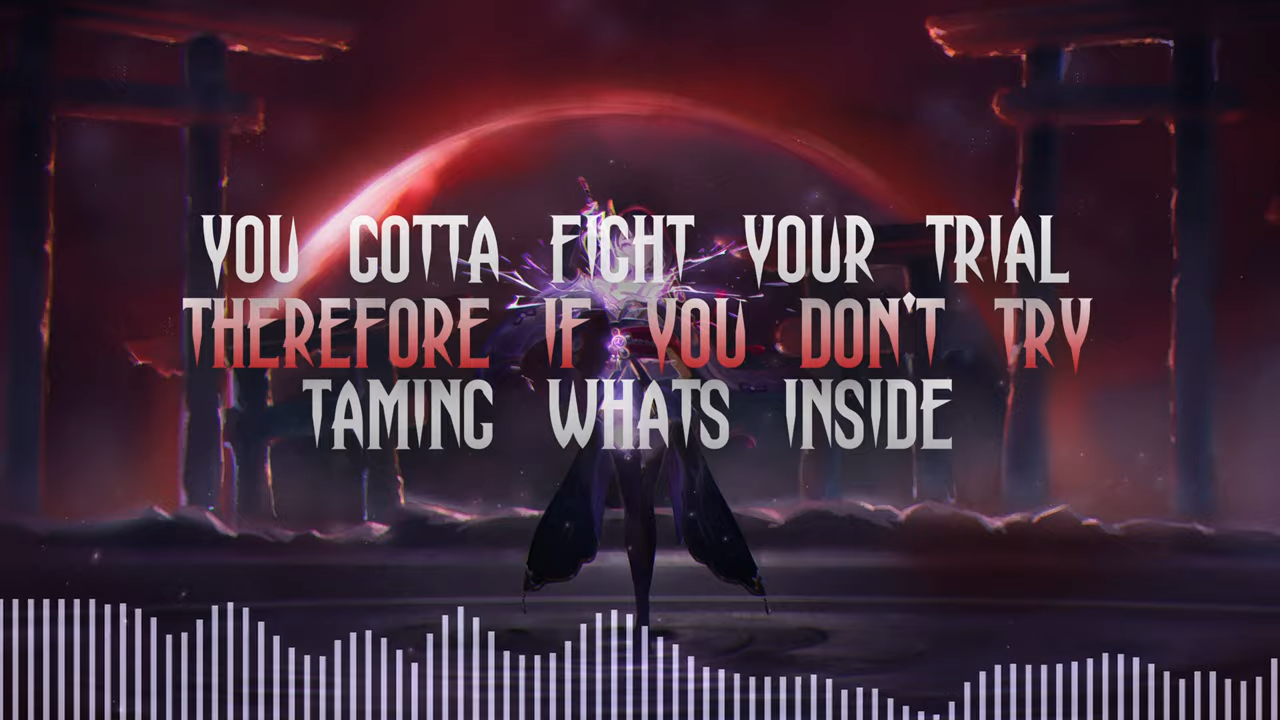 YOU GOTTA FIGHT YOUR TRIAL
THEREFORE IF YOU DON'T TRY
TAMING WHATS INSIDE